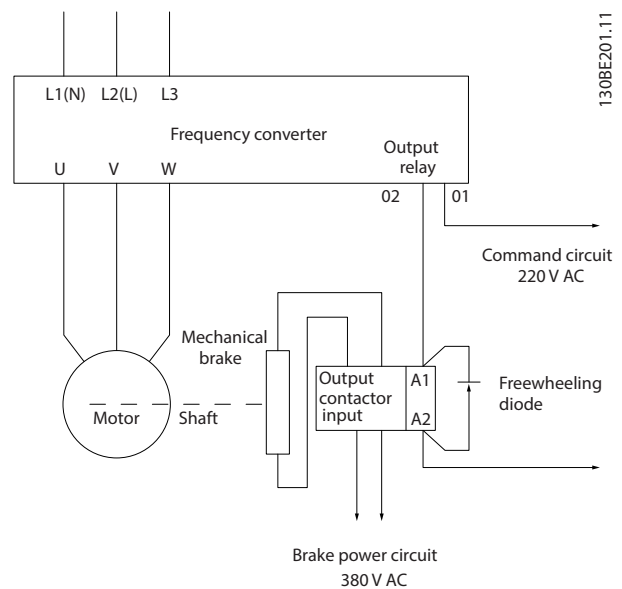 130BE201.11
L1(N) L2(L) L3
Frequency converter
Output
relay
U V W
02 01
Command circuit
220 V AC
Mechanical
brake
Output
contactor
input
A1
A2
Freewheeling
diode
Motor
Shaft
Brake power circuit
380 V AC